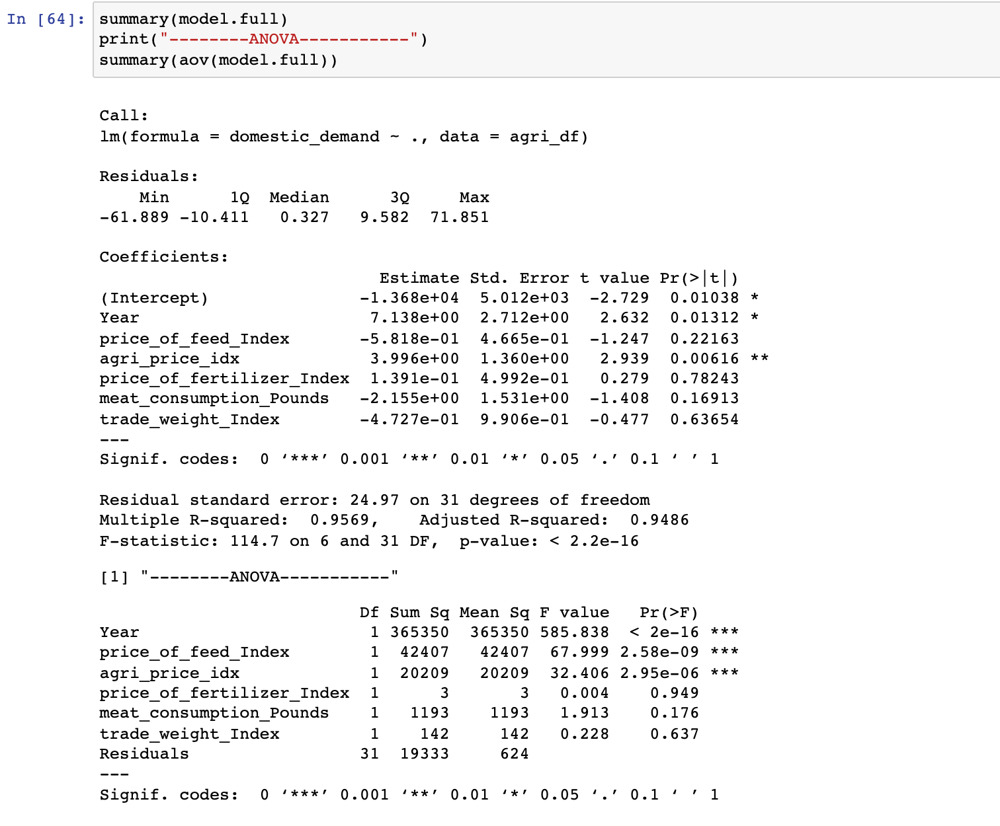 In [64]: summary(model.full)
print("--------ANOVA-----------")
summary(aov(model.full))
Call:
lm(formula = domestic_demand ~ ., data = agri_df)
Residuals:
    Min      1Q  Median      3Q     Max
-61.889 -10.411   0.327   9.582  71.851
Coefficients:
                            Estimate Std. Error t value Pr(>|t|)
(Intercept)               -1.368e+04  5.012e+03  -2.729  0.01038 *
Year                       7.138e+00  2.712e+00   2.632  0.01312 *
price_of_feed_Index       -5.818e-01  4.665e-01  -1.247  0.22163
agri_price_idx             3.996e+00  1.360e+00   2.939  0.00616 **
price_of_fertilizer_Index  1.391e-01  4.992e-01   0.279  0.78243
meat_consumption_Pounds   -2.155e+00  1.531e+00  -1.408  0.16913
trade_weight_Index        -4.727e-01  9.906e-01  -0.477  0.63654
---
Signif. codes:  0 ‘***’ 0.001 ‘**’ 0.01 ‘*’ 0.05 ‘.’ 0.1 ‘ ’ 1
Residual standard error: 24.97 on 31 degrees of freedom
Multiple R-squared:  0.9569,    Adjusted R-squared:  0.9486
F-statistic: 114.7 on 6 and 31 DF,  p-value: < 2.2e-16
[1] "--------ANOVA-----------"
                          Df Sum Sq Mean Sq F value   Pr(>F)
Year                       1 365350  365350 585.838  < 2e-16 ***
price_of_feed_Index        1  42407   42407  67.999 2.58e-09 ***
agri_price_idx             1  20209   20209  32.406 2.95e-06 ***
price_of_fertilizer_Index  1      3       3   0.004    0.949
meat_consumption_Pounds    1   1193    1193   1.913    0.176
trade_weight_Index         1    142     142   0.228    0.637
Residuals                 31  19333     624
---
Signif. codes:  0 ‘***’ 0.001 ‘**’ 0.01 ‘*’ 0.05 ‘.’ 0.1 ‘ ’ 1